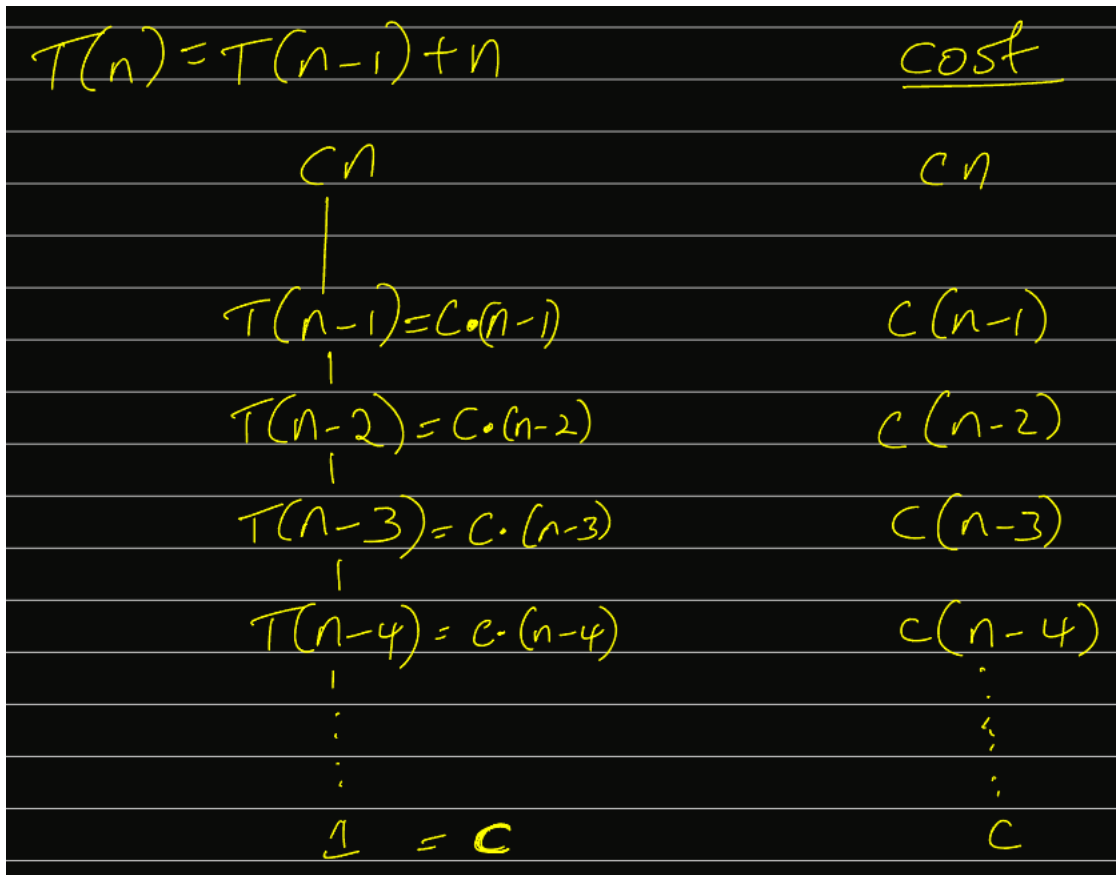 T(n) = T(n-1) + n cost
cn cn
T(n-1) = C•(n-1) C(n-1)
T(n-2) = C•(n-2) C(n-2)
T(n-3) = C•(n-3) C(n-3)
T(n-4) = C•(n-4) C(n-4)
1 = C C